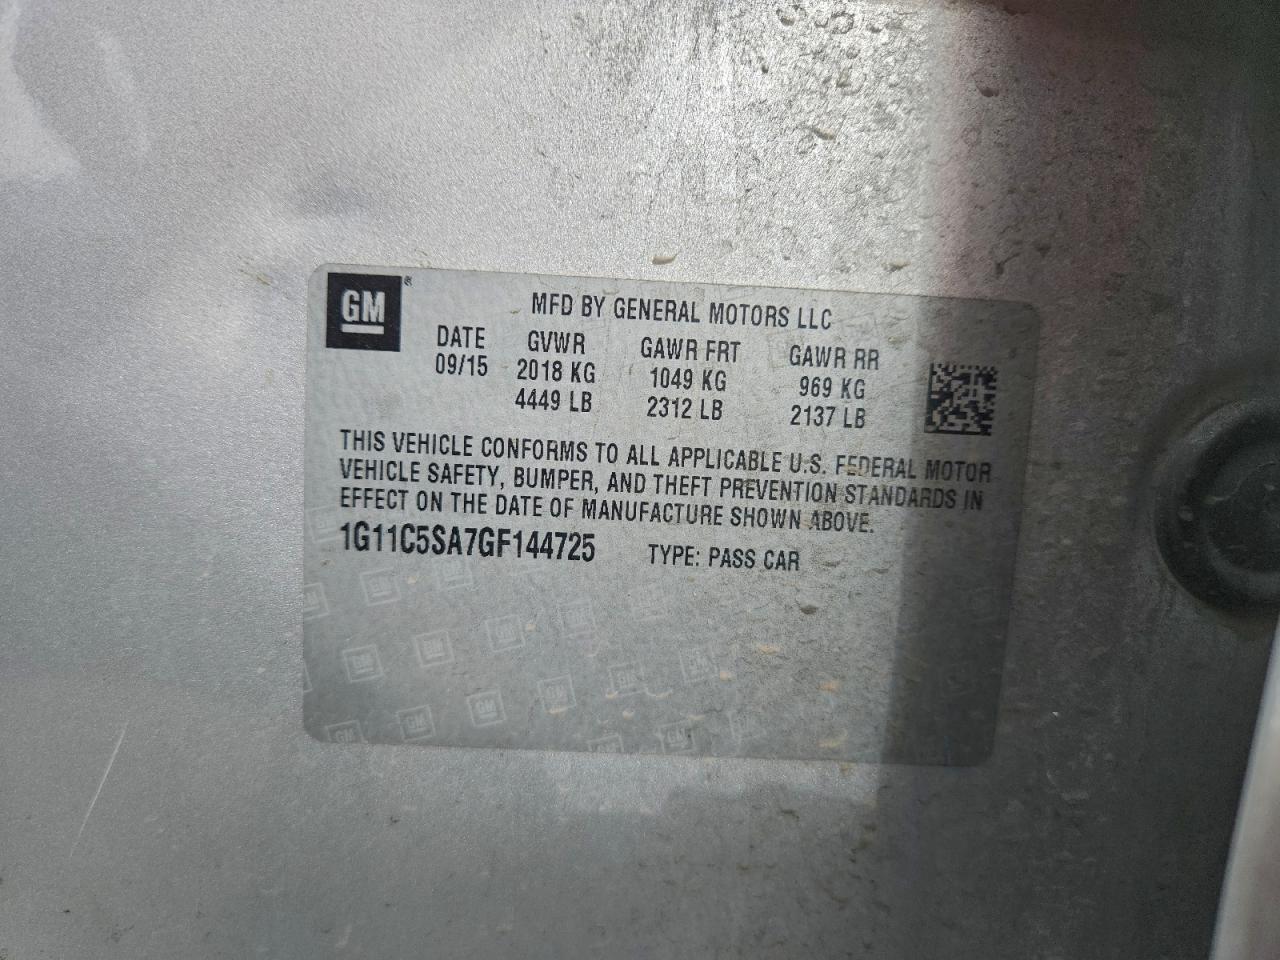 GM®
MFD BY GENERAL MOTORS LLC
DATE GVWR GAWR FRT GAWR RR
09/15 2018 KG 1049 KG 969 KG
4449 LB 2312 LB 2137 LB
THIS VEHICLE CONFORMS TO ALL APPLICABLE U.S. FEDERAL MOTOR
VEHICLE SAFETY, BUMPER, AND THEFT PREVENTION STANDARDS IN
EFFECT ON THE DATE OF MANUFACTURE SHOWN ABOVE.
1G11C5SA7GF144725 TYPE: PASS CAR